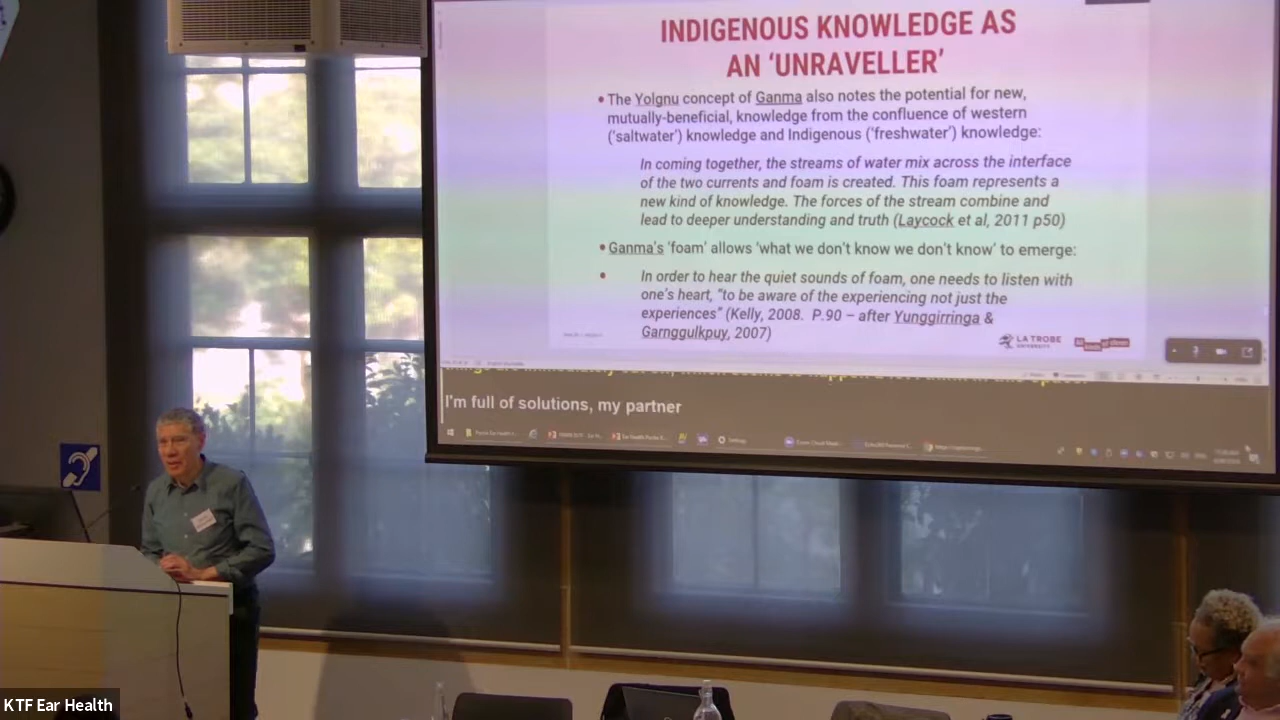 INDIGENOUS KNOWLEDGE AS
AN ‘UNRAVELLER’
• The Yolgnu concept of Ganma also notes the potential for new,
mutually-beneficial, knowledge from the confluence of western
(‘saltwater’) knowledge and Indigenous (‘freshwater’) knowledge:
In coming together, the streams of water mix across the interface
of the two currents and foam is created. This foam represents a
new kind of knowledge. The forces of the stream combine and
lead to deeper understanding and truth (Laycock et al, 2011 p50)
• Ganma's ‘foam’ allows ‘what we don't know we don't know’ to emerge:
• In order to hear the quiet sounds of foam, one needs to listen with
one's heart, “to be aware of the experiencing not just the
experiences” (Kelly, 2008. P.90 – after Yunggirringa &
Garnggulkpuy, 2007)
LA TROBE
UNIVERSITY
I'm full of solutions, my partner
Settings
KTF Ear Health